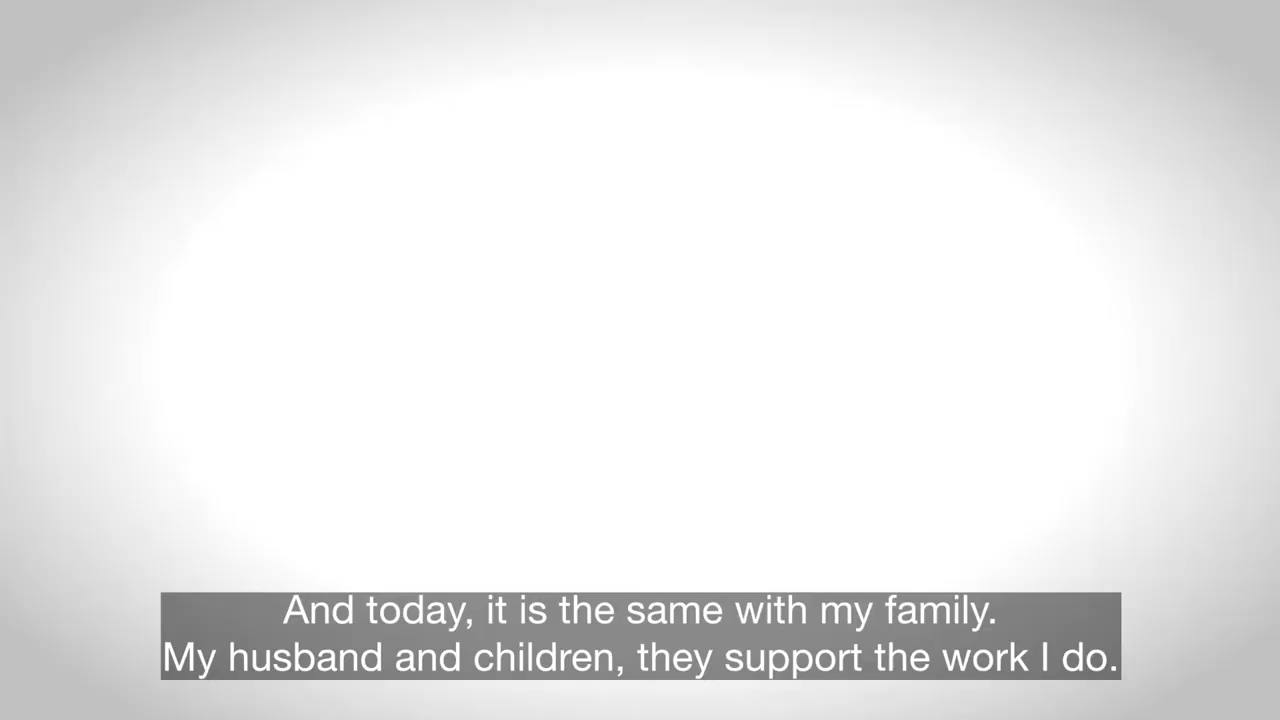 And today, it is the same with my family.
My husband and children, they support the work I do.